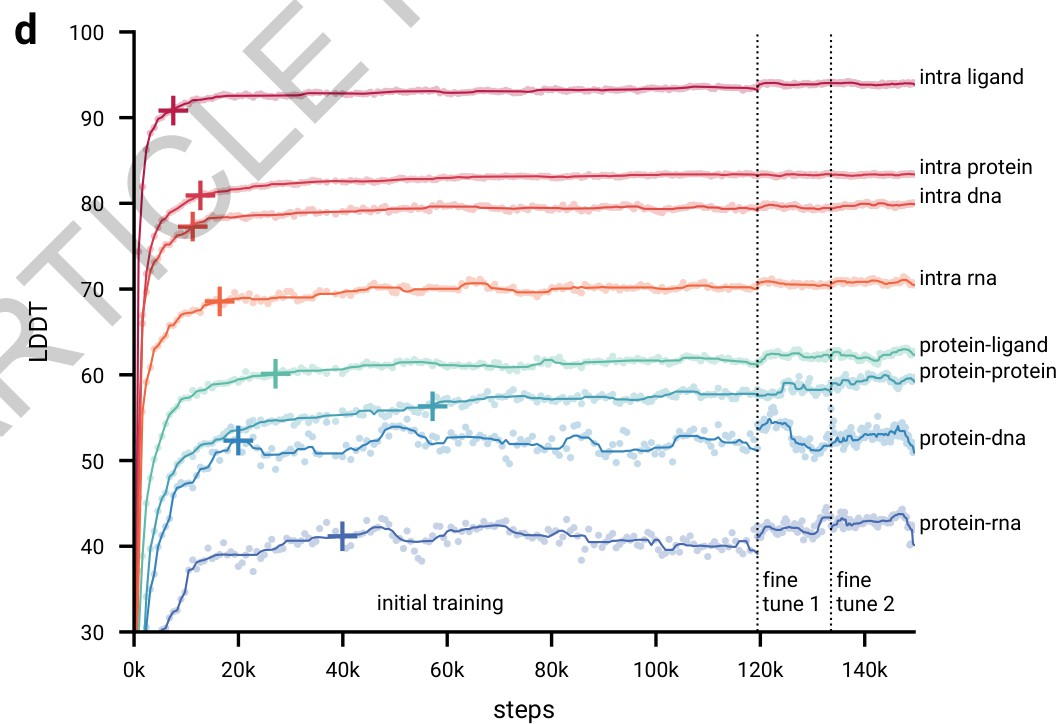 d
100
90
80
70
60
50
40
30
LDDT
intra ligand
intra protein
intra dna
intra rna
protein-ligand
protein-protein
protein-dna
protein-rna
initial training
fine
tune 1
fine
tune 2
0k
20k
40k
60k
80k
100k
120k
140k
steps
ARTICLE